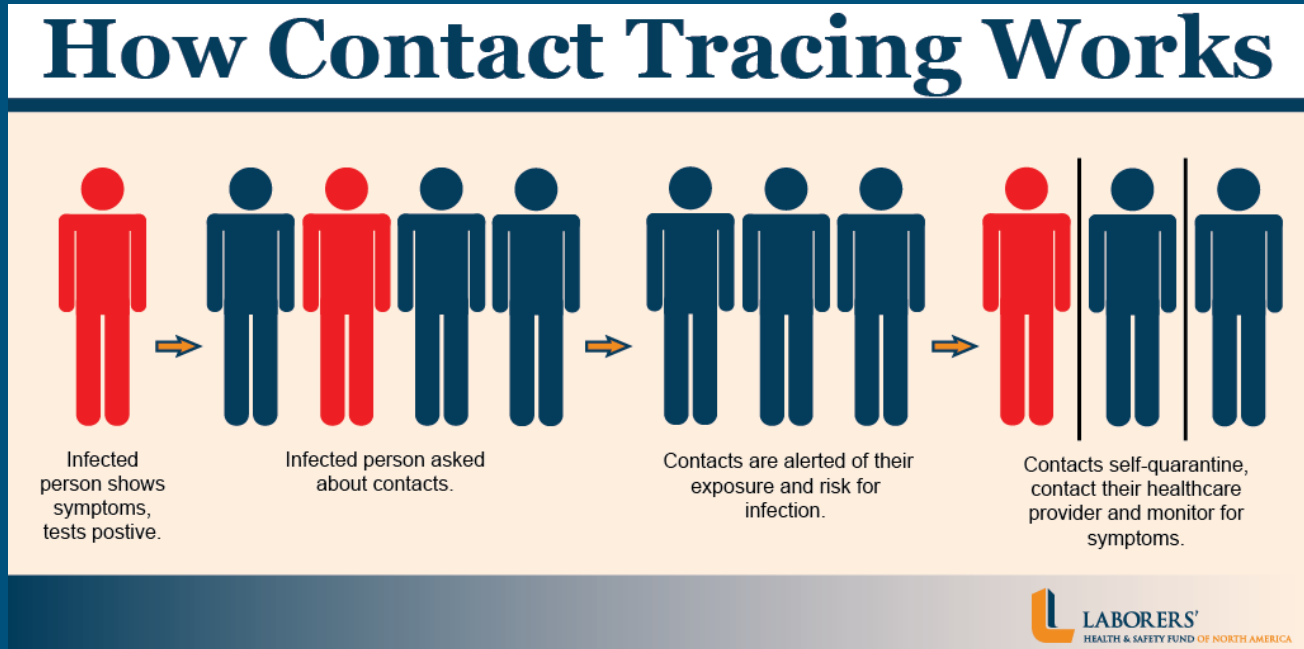 How Contact Tracing Works
Infected
person shows
symptoms,
tests postive.
Infected person asked
about contacts.
Contacts are alerted of their
exposure and risk for
infection.
Contacts self-quarantine,
contact their healthcare
provider and monitor for
symptoms.
LABORERS'
HEALTH & SAFETY FUND OF NORTH AMERICA